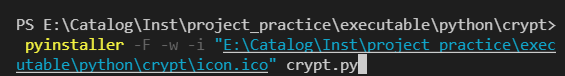 PS E:\Catalog\Inst\project_practice\executable\python\crypt>
pyinstaller -F -w -i "E:\Catalog\Inst\project_practice\exec
utable\python\crypt\icon.ico" crypt.py